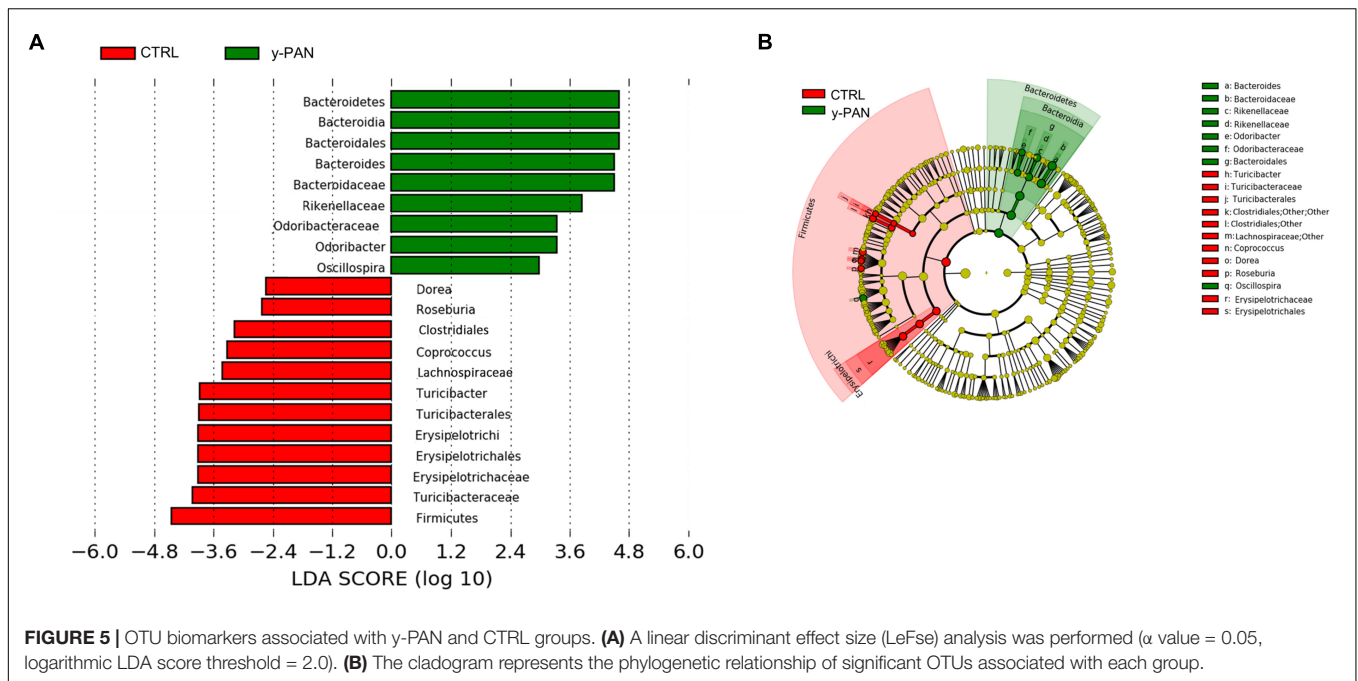 A
CTRL
y-PAN
Bacteroidetes
Bacteroidia
Bacteroidales
Bacteroides
Bacteroidaceae
Rikenellaceae
Odoribacteraceae
Odoribacter
Oscillospira
Dorea
Roseburia
Clostridiales
Coprococcus
Lachnospiraceae
Turicibacter
Turicibacterales
Erysipelotrichi
Erysipelotrichales
Erysipelotrichaceae
Turicibacteraceae
Firmicutes
−6.0 −4.8 −3.6 −2.4 −1.2 0.0 1.2 2.4 3.6 4.8 6.0
LDA SCORE (log 10)
B
CTRL
y-PAN
Bacteroidetes
Bacteroidia
g
f
d
b
Firmicutes
Erysipelotrichi
s
r
a: Bacteroides
b: Bacteroidaceae
c: Rikenellaceae
d: Rikenellaceae
e: Odoribacter
f: Odoribacteraceae
g: Bacteroidales
h: Turicibacter
i: Turicibacteraceae
j: Turicibacterales
k: Clostridiales;Other;Other
l: Clostridiales;Other
m: Lachnospiraceae;Other
n: Coprococcus
o: Dorea
p: Roseburia
q: Oscillospira
r: Erysipelotrichaceae
s: Erysipelotrichales
FIGURE 5 | OTU biomarkers associated with y-PAN and CTRL groups. (A) A linear discriminant effect size (LeFse) analysis was performed (α value = 0.05,
logarithmic LDA score threshold = 2.0). (B) The cladogram represents the phylogenetic relationship of significant OTUs associated with each group.